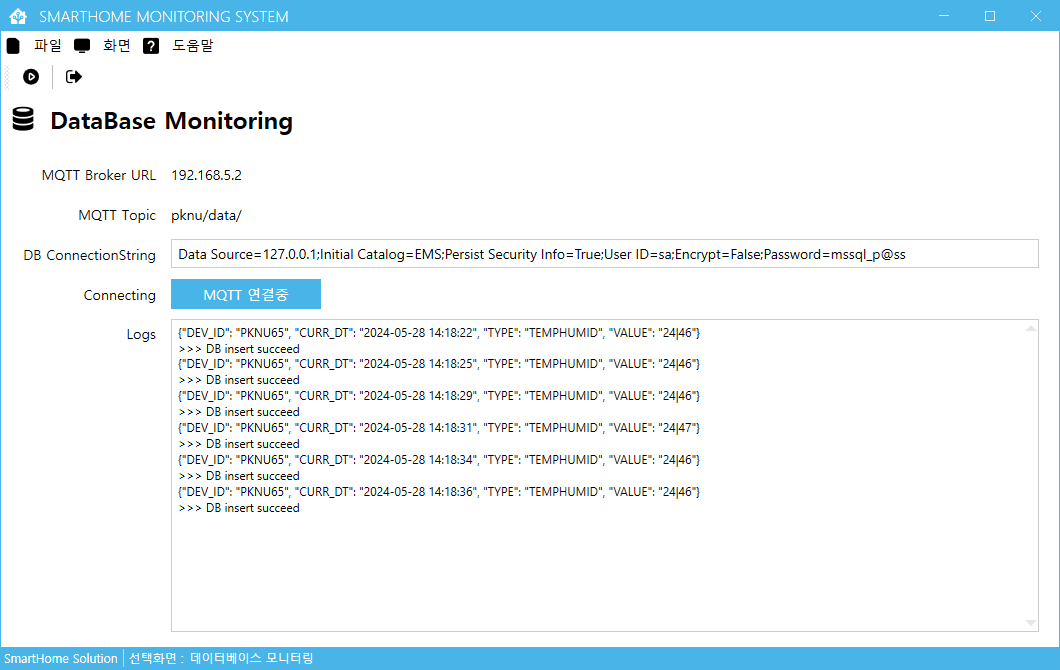 SMARTHOME MONITORING SYSTEM
파일 화면 ? 도움말
DataBase Monitoring
MQTT Broker URL 192.168.5.2
MQTT Topic pknu/data/
DB ConnectionString Data Source=127.0.0.1;Initial Catalog=EMS;Persist Security Info=True;User ID=sa;Encrypt=False;Password=mssql_p@ss
Connecting MQTT 연결중
Logs {"DEV_ID": "PKNU65", "CURR_DT": "2024-05-28 14:18:22", "TYPE": "TEMPHUMID", "VALUE": "24|46"}
>>> DB insert succeed
{"DEV_ID": "PKNU65", "CURR_DT": "2024-05-28 14:18:25", "TYPE": "TEMPHUMID", "VALUE": "24|46"}
>>> DB insert succeed
{"DEV_ID": "PKNU65", "CURR_DT": "2024-05-28 14:18:29", "TYPE": "TEMPHUMID", "VALUE": "24|46"}
>>> DB insert succeed
{"DEV_ID": "PKNU65", "CURR_DT": "2024-05-28 14:18:31", "TYPE": "TEMPHUMID", "VALUE": "24|47"}
>>> DB insert succeed
{"DEV_ID": "PKNU65", "CURR_DT": "2024-05-28 14:18:34", "TYPE": "TEMPHUMID", "VALUE": "24|46"}
>>> DB insert succeed
{"DEV_ID": "PKNU65", "CURR_DT": "2024-05-28 14:18:36", "TYPE": "TEMPHUMID", "VALUE": "24|46"}
>>> DB insert succeed
SmartHome Solution 선택화면 : 데이터베이스 모니터링